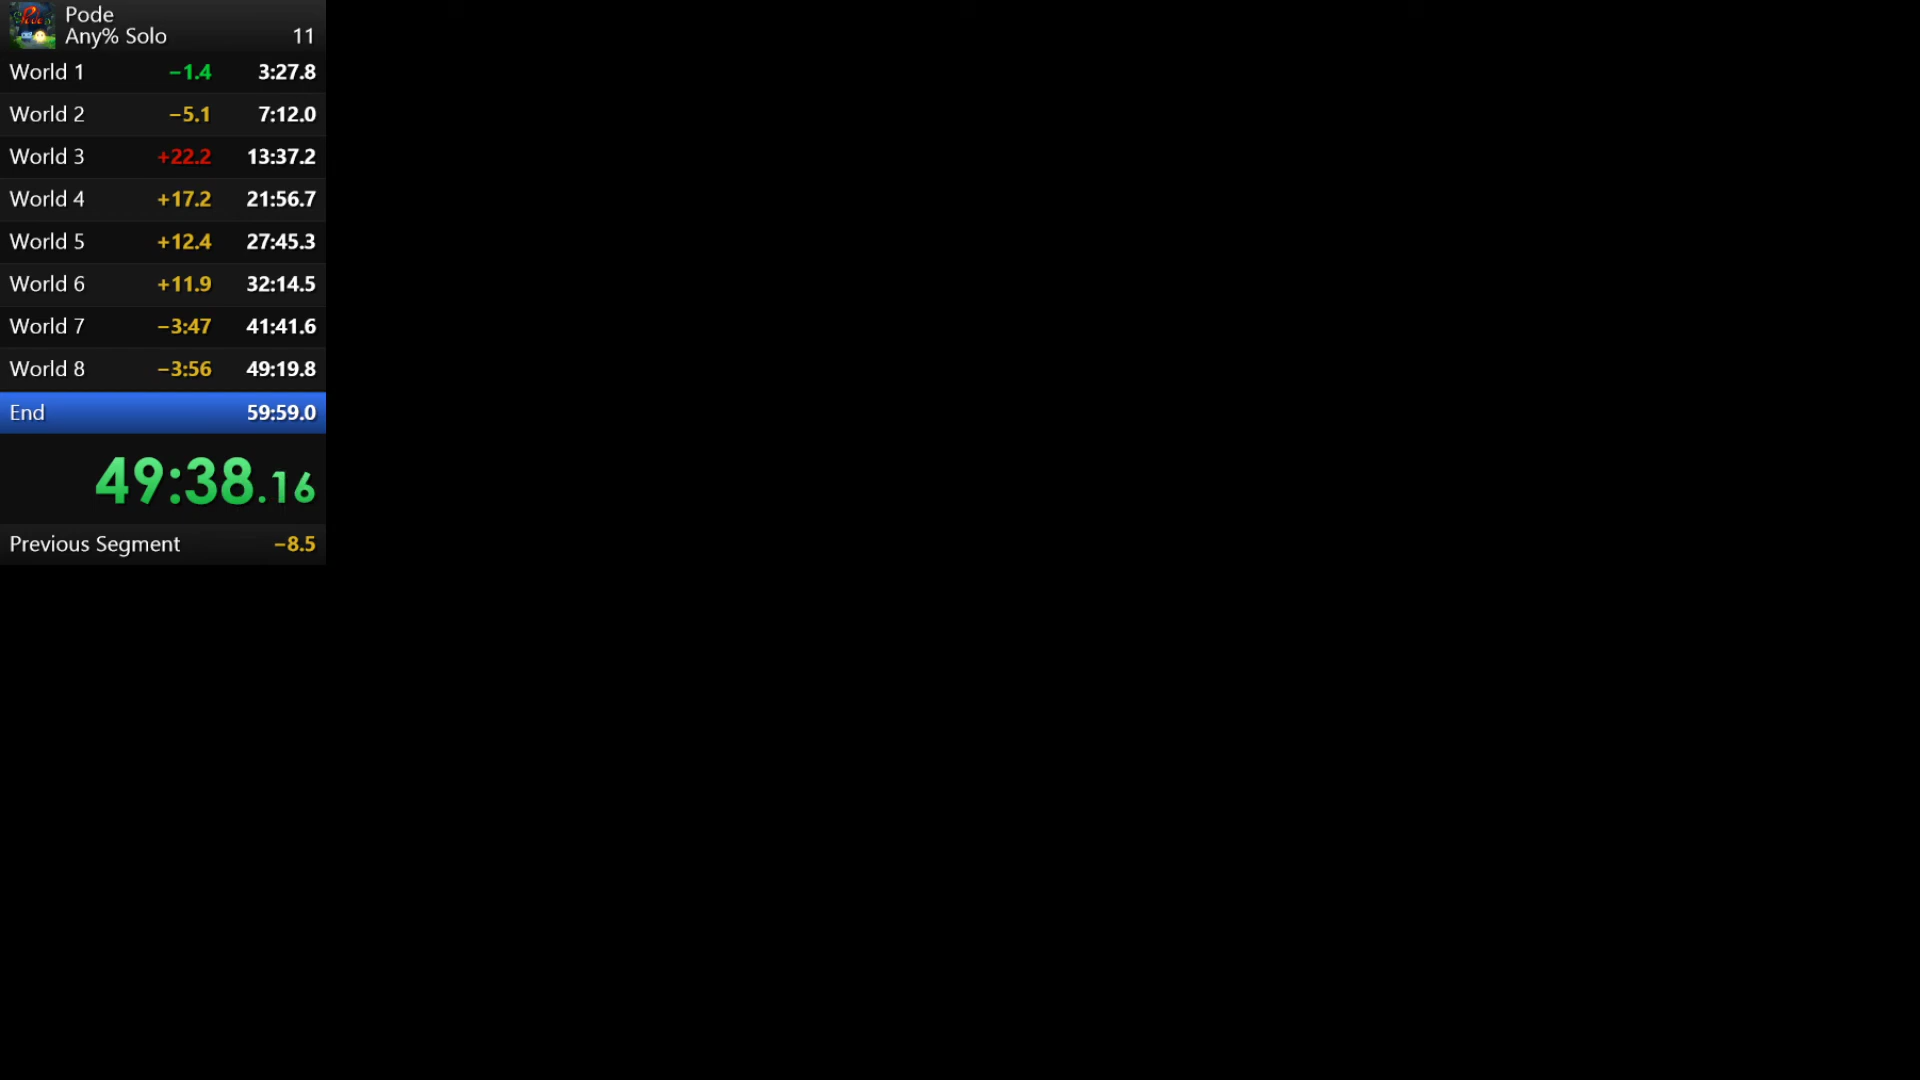 Pode
Any% Solo 11
World 1 −1.4 3:27.8
World 2 −5.1 7:12.0
World 3 +22.2 13:37.2
World 4 +17.2 21:56.7
World 5 +12.4 27:45.3
World 6 +11.9 32:14.5
World 7 −3:47 41:41.6
World 8 −3:56 49:19.8
End 59:59.0
49:38.16
Previous Segment −8.5